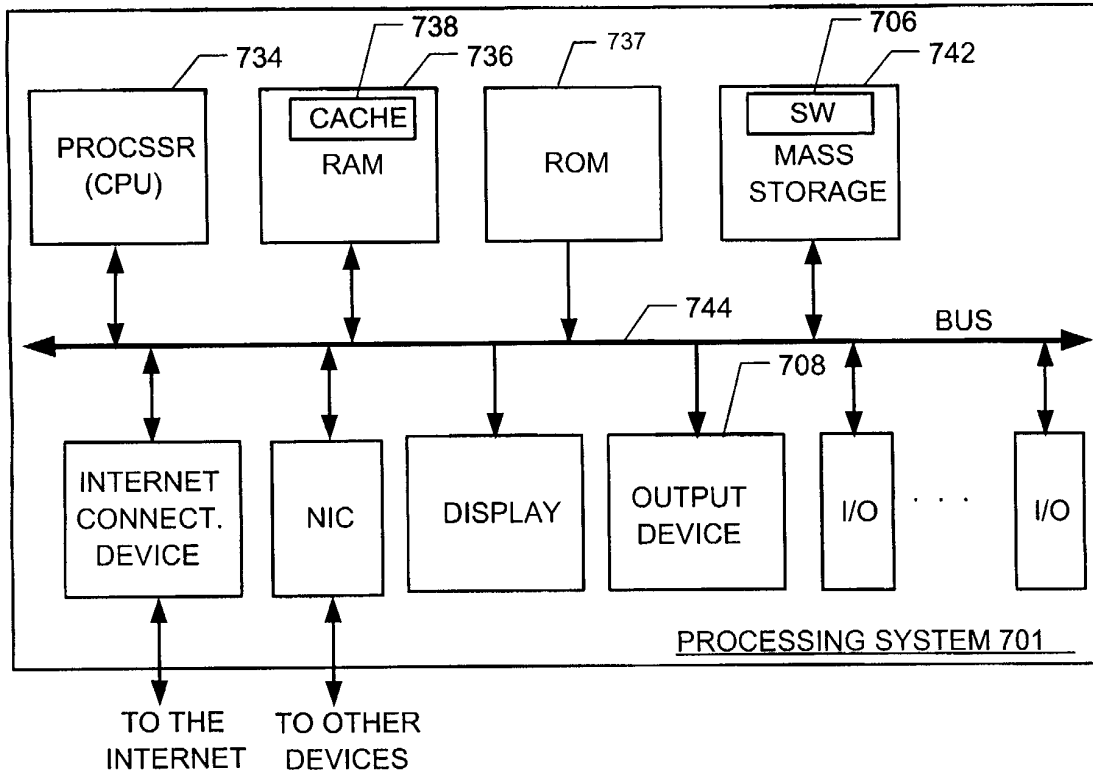 738
706
734
736
737
742
CACHE
SW
PROCSSR
(CPU)
RAM
ROM
MASS
STORAGE
744
BUS
708
INTERNET
CONNECT.
DEVICE
NIC
DISPLAY
OUTPUT
DEVICE
I/O
. . .
I/O
PROCESSING SYSTEM 701
TO THE
INTERNET
TO OTHER
DEVICES